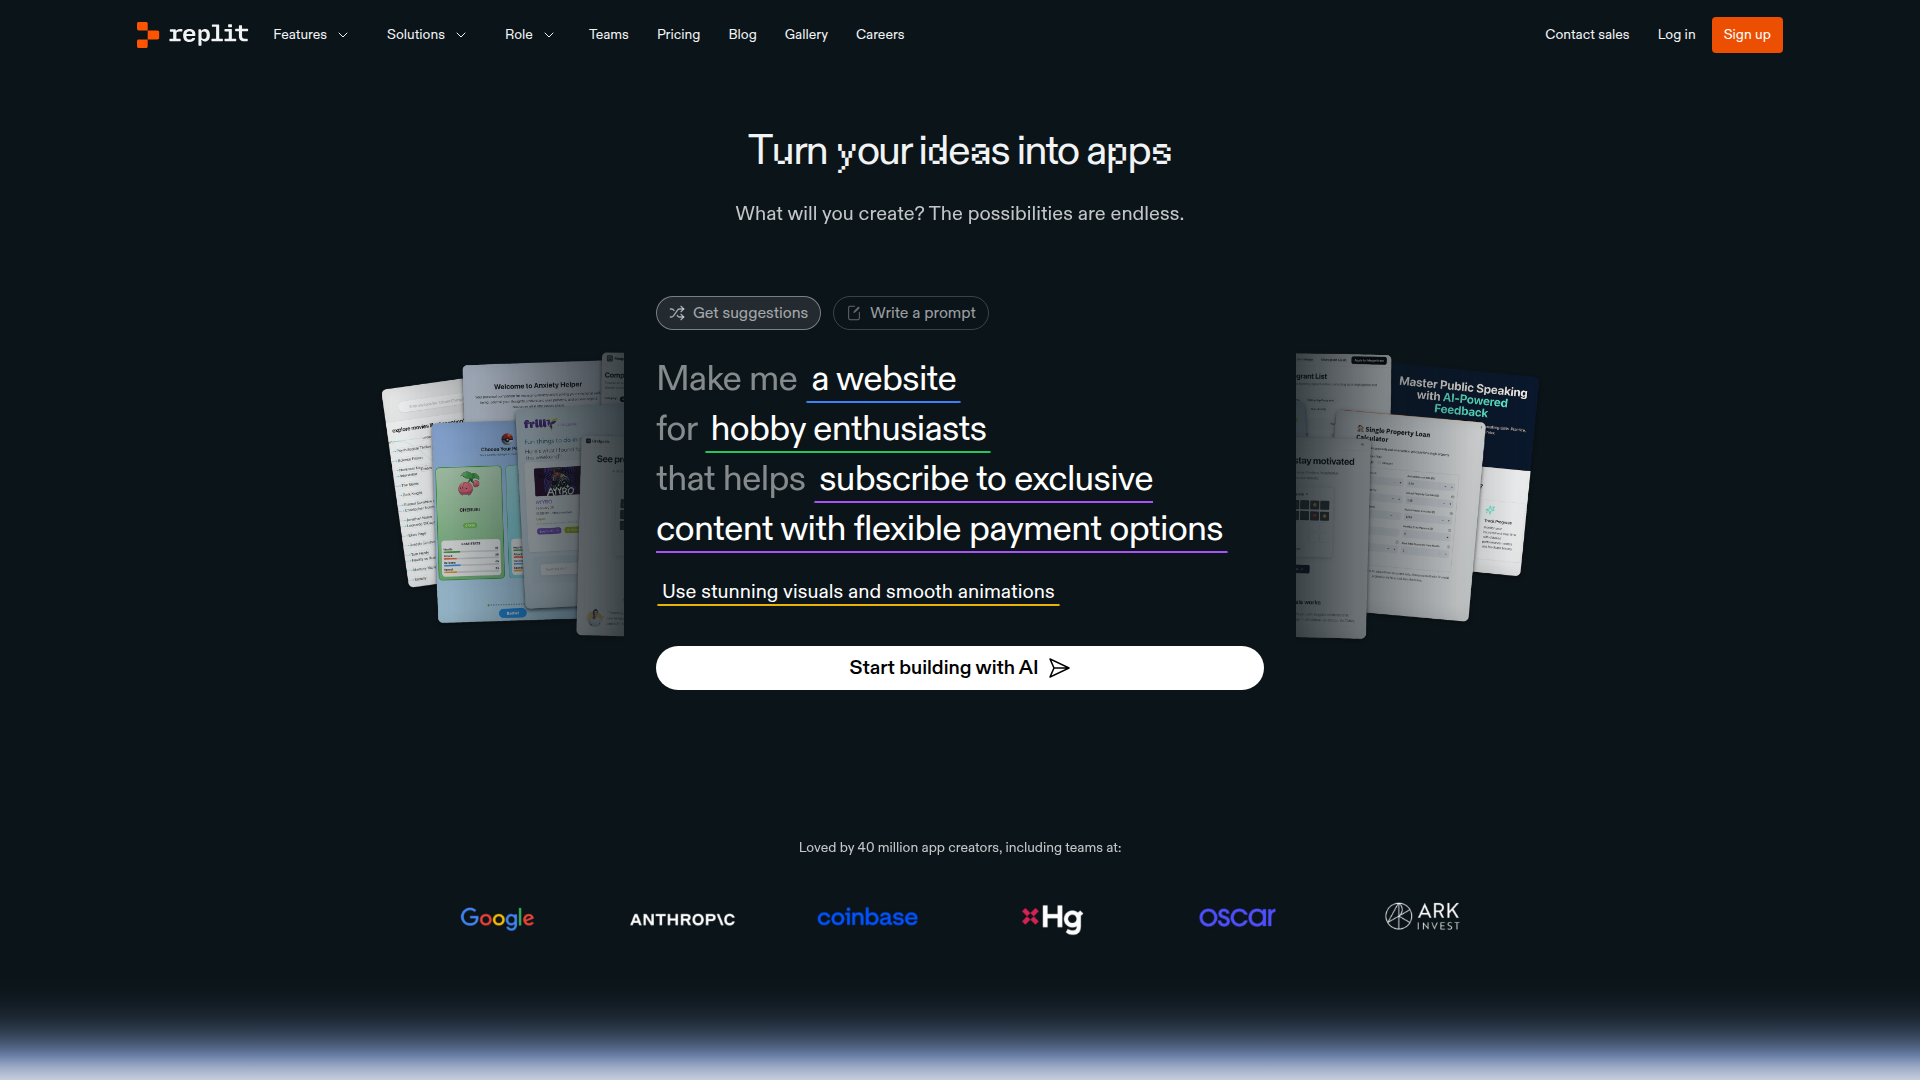 replit
Features
Solutions
Role
Teams
Pricing
Blog
Gallery
Careers
Contact sales
Log in
Sign up
Turn your ideas into apps
What will you create? The possibilities are endless.
Get suggestions
Write a prompt
Make me a website
for hobby enthusiasts
that helps subscribe to exclusive
content with flexible payment options
Use stunning visuals and smooth animations
Start building with AI
Welcome to Anxiety Helper
Master Public Speaking
with AI-Powered
Feedback
Single Property Loan
Calculator
stay motivated
Loved by 40 million app creators, including teams at:
Google
ANTHROP\C
coinbase
Hg
oscar
ARK
INVEST